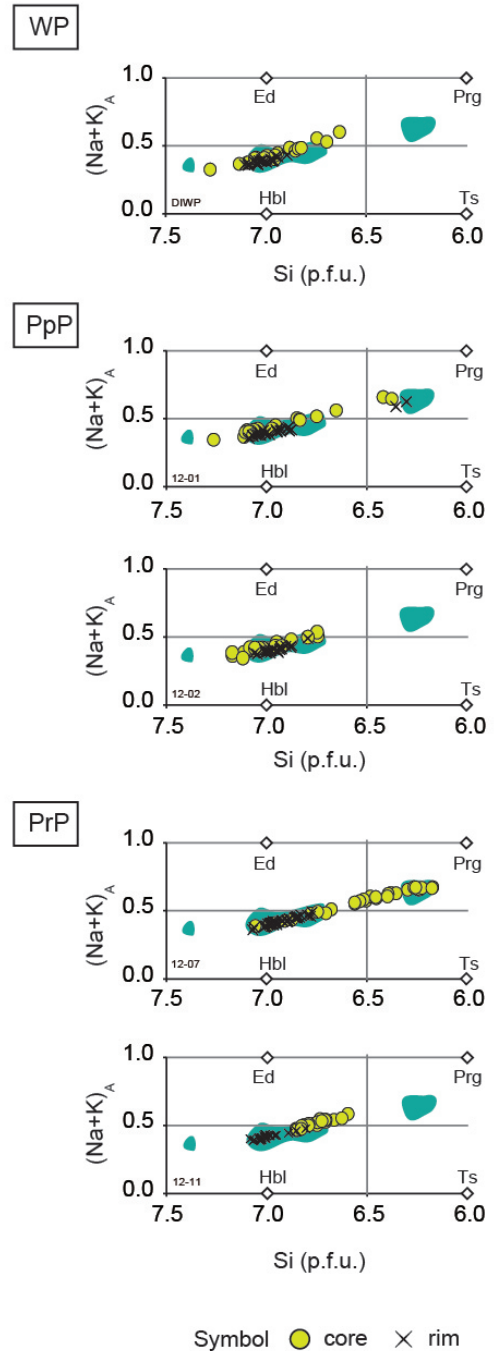 WP
1.0
Ed Prg
(Na+K)A
0.5
DIWP Hbl Ts
0.0
7.5 7.0 6.5 6.0
Si (p.f.u.)
PpP
1.0
Ed Prg
(Na+K)A
0.5
12-01 Hbl Ts
0.0
7.5 7.0 6.5 6.0
1.0
Ed Prg
(Na+K)A
0.5
12-02 Hbl Ts
0.0
7.5 7.0 6.5 6.0
Si (p.f.u.)
PrP
1.0
Ed Prg
(Na+K)A
0.5
12-07 Hbl Ts
0.0
7.5 7.0 6.5 6.0
1.0
Ed Prg
(Na+K)A
0.5
12-11 Hbl Ts
0.0
7.5 7.0 6.5 6.0
Si (p.f.u.)
Symbol core rim